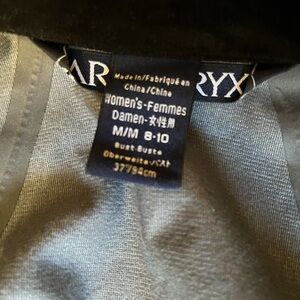 AR RYX
Made in/Fabriqué en
China/Chine
Women's-Femmes
Damen-女性用
M/M 8-10
Bust-Buste
Oberweite-バスト
37"/94cm